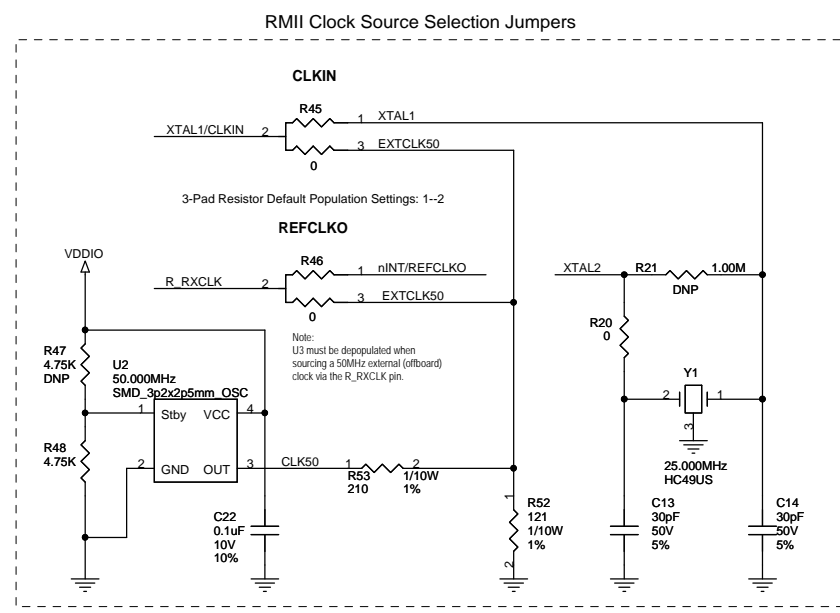 RMII Clock Source Selection Jumpers
CLKIN
R45
XTAL1/CLKIN 2
1 XTAL1
3 EXTCLK50
0
3-Pad Resistor Default Population Settings: 1--2
REFCLKO
R46
R_RXCLK 2
1 nINT/REFCLKO
3 EXTCLK50
0
Note:
U3 must be depopulated when
sourcing a 50MHz external (offboard)
clock via the R_RXCLK pin.
VDDIO
R47
4.75K
DNP
U2
50.000MHz
SMD_3p2x2p5mm_OSC
1 Stby VCC 4
2 GND OUT 3
R48
4.75K
CLK50
1 2
R53
210
1/10W
1%
C22
0.1uF
10V
10%
1
R52
121
1/10W
1%
2
XTAL2
R21 1.00M
DNP
R20
0
Y1
2 1
3
25.000MHz
HC49US
C13
30pF
50V
5%
C14
30pF
50V
5%